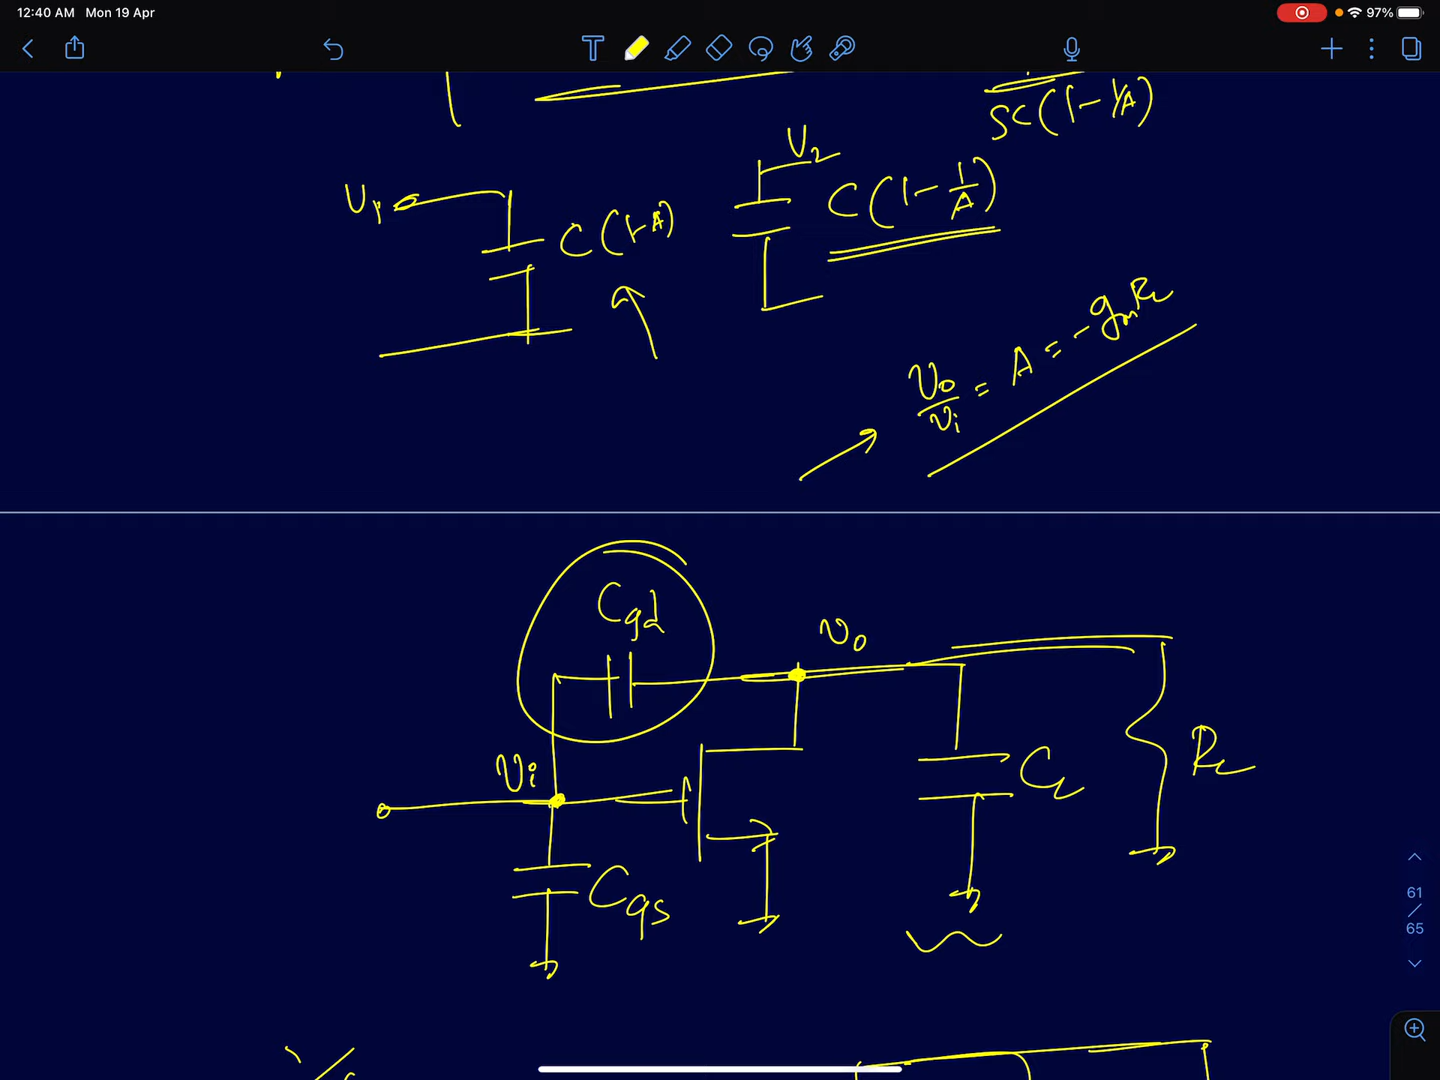 12:40 AM Mon 19 Apr
97%
SC(1-1/A)
V2
V1
C(1-A)
C(1-1/A)
Vo/Vi = A = -gmRL
Cgd
vo
Vi
CL
RL
Cgs
61
/
65